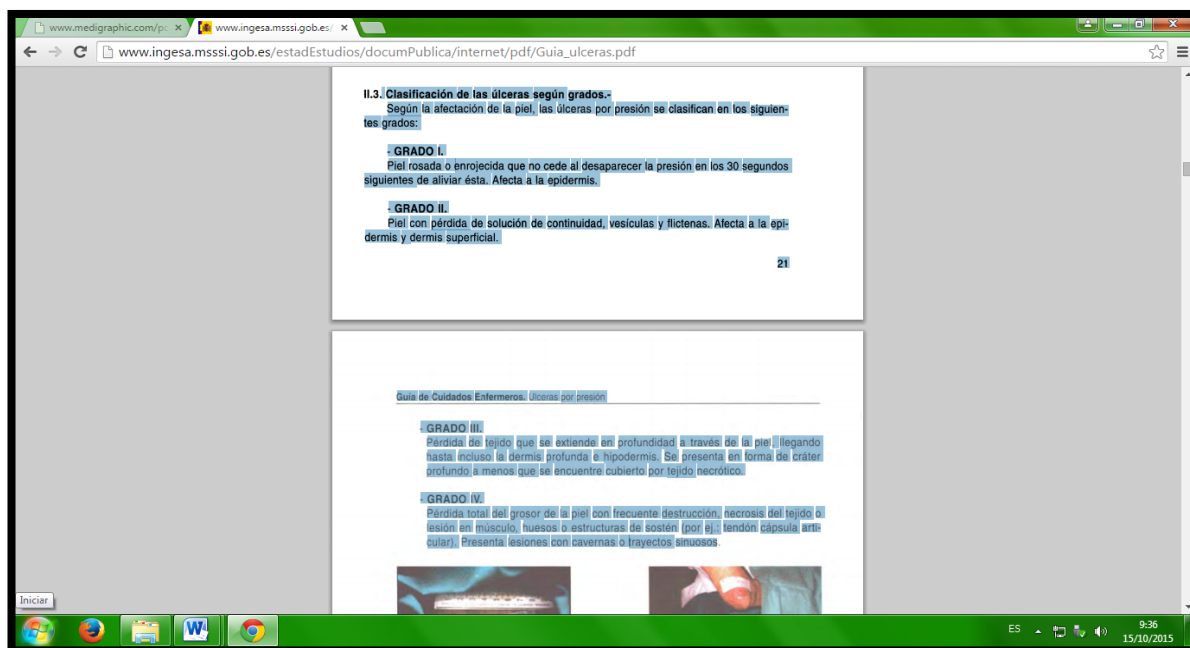 www.medigraphic.com/p
www.ingesa.msssi.gob.es/
www.ingesa.msssi.gob.es/estadEstudios/documPublica/internet/pdf/Guia_ulceras.pdf
II.3. Clasificación de las úlceras según grados.-
Según la afectación de la piel, las úlceras por presión se clasifican en los siguien-
tes grados:
- GRADO I.
Piel rosada o enrojecida que no cede al desaparecer la presión en los 30 segundos
siguientes de aliviar ésta. Afecta a la epidermis.
- GRADO II.
Piel con pérdida de solución de continuidad, vesículas y flictenas. Afecta a la epi-
dermis y dermis superficial.
21
Guía de Cuidados Enfermeros. Ulceras por presión
- GRADO III.
Pérdida de tejido que se extiende en profundidad a través de la piel, llegando
hasta incluso la dermis profunda e hipodermis. Se presenta en forma de cráter
profundo a menos que se encuentre cubierto por tejido necrótico.
- GRADO IV.
Pérdida total del grosor de la piel con frecuente destrucción, necrosis del tejido o
lesión en músculo, huesos o estructuras de sostén (por ej.: tendón cápsula arti-
cular). Presenta lesiones con cavernas o trayectos sinuosos.
Iniciar
ES
9:36
15/10/2015